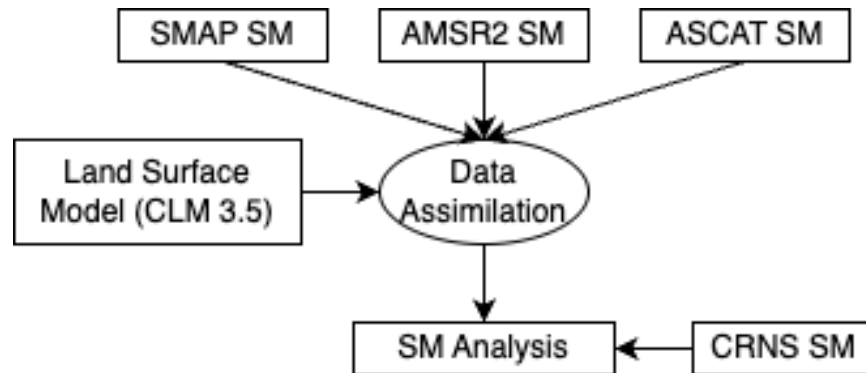 SMAP SM
AMSR2 SM
ASCAT SM
Land Surface
Model (CLM 3.5)
Data
Assimilation
SM Analysis
CRNS SM